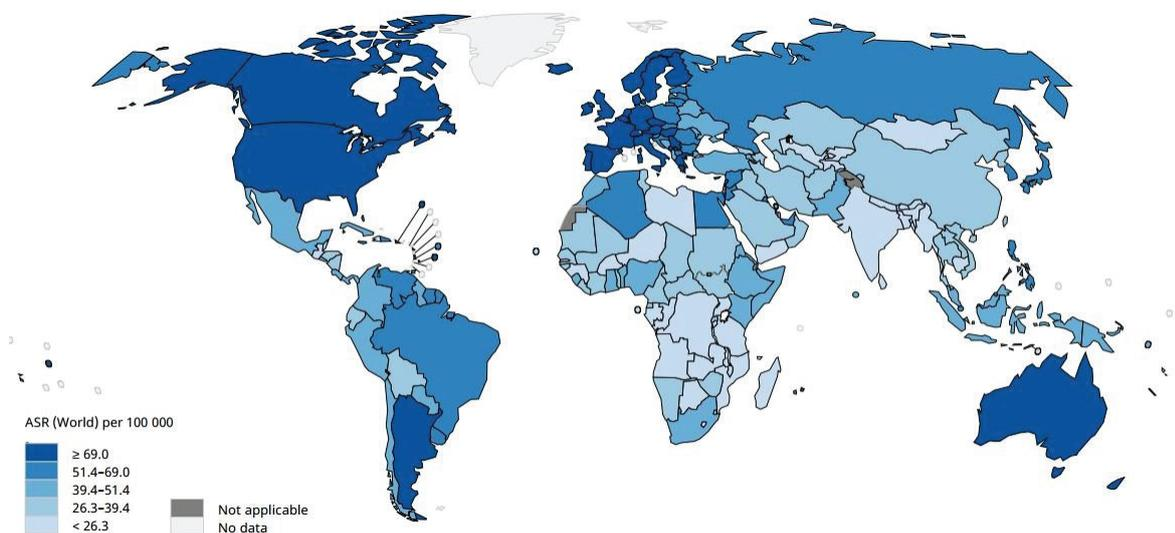 ASR (World) per 100 000
≥ 69.0
51.4–69.0
39.4–51.4
26.3–39.4
< 26.3
Not applicable
No data